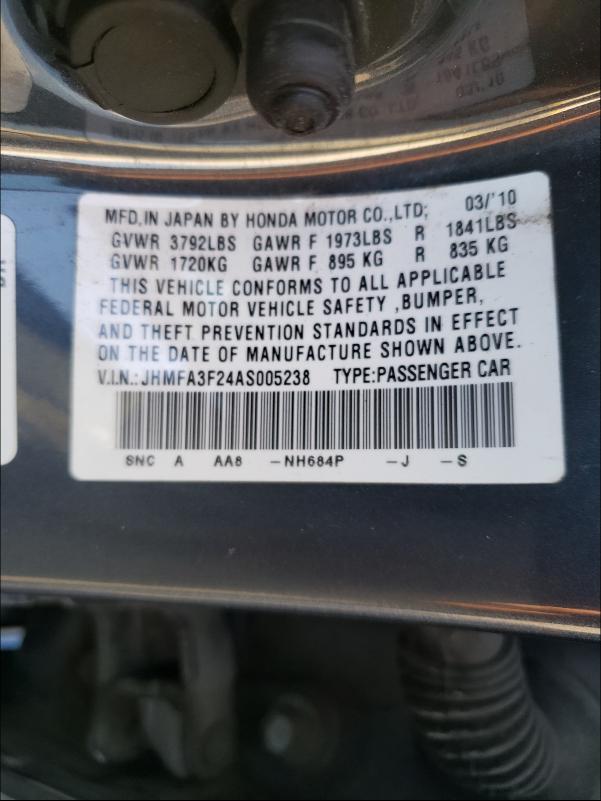 MFD,IN JAPAN BY HONDA MOTOR CO.,LTD; 03/'10
GVWR 3792LBS GAWR F 1973LBS R 1841LBS
GVWR 1720KG GAWR F 895 KG R 835 KG
THIS VEHICLE CONFORMS TO ALL APPLICABLE
FEDERAL MOTOR VEHICLE SAFETY ,BUMPER,
AND THEFT PREVENTION STANDARDS IN EFFECT
ON THE DATE OF MANUFACTURE SHOWN ABOVE.
V.I.N.:JHMFA3F24AS005238 TYPE:PASSENGER CAR
SNC A AA8 -NH684P -J -S